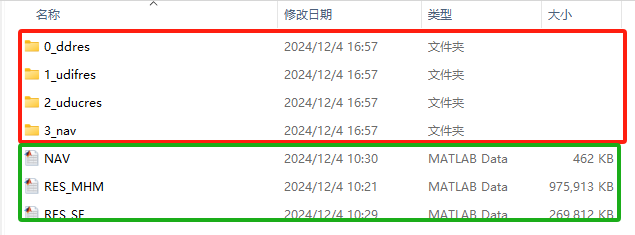 名称 修改日期 类型 大小
0_ddres 2024/12/4 16:57 文件夹
1_udifres 2024/12/4 16:57 文件夹
2_uducres 2024/12/4 16:57 文件夹
3_nav 2024/12/4 16:57 文件夹
NAV 2024/12/4 10:30 MATLAB Data 462 KB
RES_MHM 2024/12/4 10:21 MATLAB Data 975,913 KB
RES_SF 2024/12/4 10:29 MATLAB Data 269,812 KB